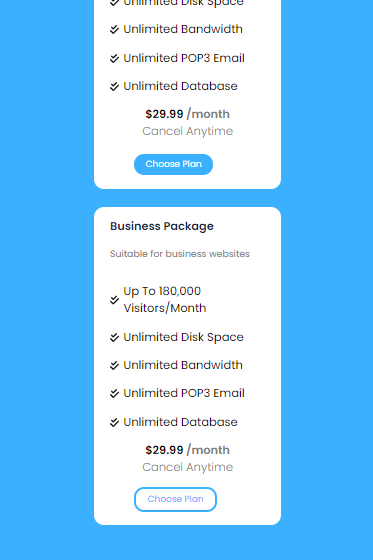 Unlimited Disk Space
Unlimited Bandwidth
Unlimited POP3 Email
Unlimited Database
$29.99 /month
Cancel Anytime
Choose Plan
Business Package
Suitable for business websites
Up To 180,000
Visitors/Month
Unlimited Disk Space
Unlimited Bandwidth
Unlimited POP3 Email
Unlimited Database
$29.99 /month
Cancel Anytime
Choose Plan